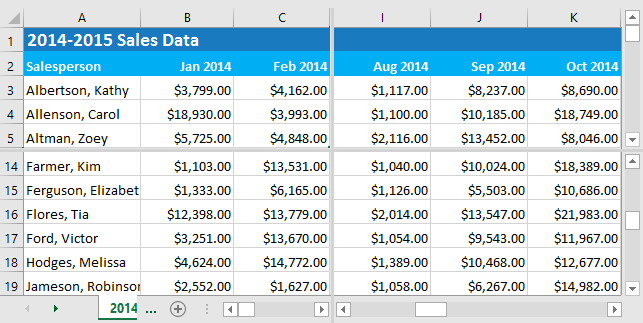 A B C I J K
1 2014-2015 Sales Data
2 Salesperson Jan 2014 Feb 2014 Aug 2014 Sep 2014 Oct 2014
3 Albertson, Kathy $3,799.00 $4,162.00 $1,117.00 $8,237.00 $8,690.00
4 Allenson, Carol $18,930.00 $3,993.00 $1,100.00 $10,185.00 $18,749.00
5 Altman, Zoey $5,725.00 $4,848.00 $2,116.00 $13,452.00 $8,046.00
14 Farmer, Kim $1,103.00 $13,531.00 $1,040.00 $10,024.00 $18,389.00
15 Ferguson, Elizabet $1,333.00 $6,165.00 $1,126.00 $5,503.00 $10,686.00
16 Flores, Tia $12,398.00 $13,779.00 $2,014.00 $13,547.00 $21,983.00
17 Ford, Victor $3,251.00 $13,670.00 $1,054.00 $9,543.00 $11,967.00
18 Hodges, Melissa $4,624.00 $14,772.00 $1,389.00 $10,468.00 $12,677.00
19 Jameson, Robinsor $2,552.00 $1,627.00 $1,058.00 $6,267.00 $14,982.00
2014 ...